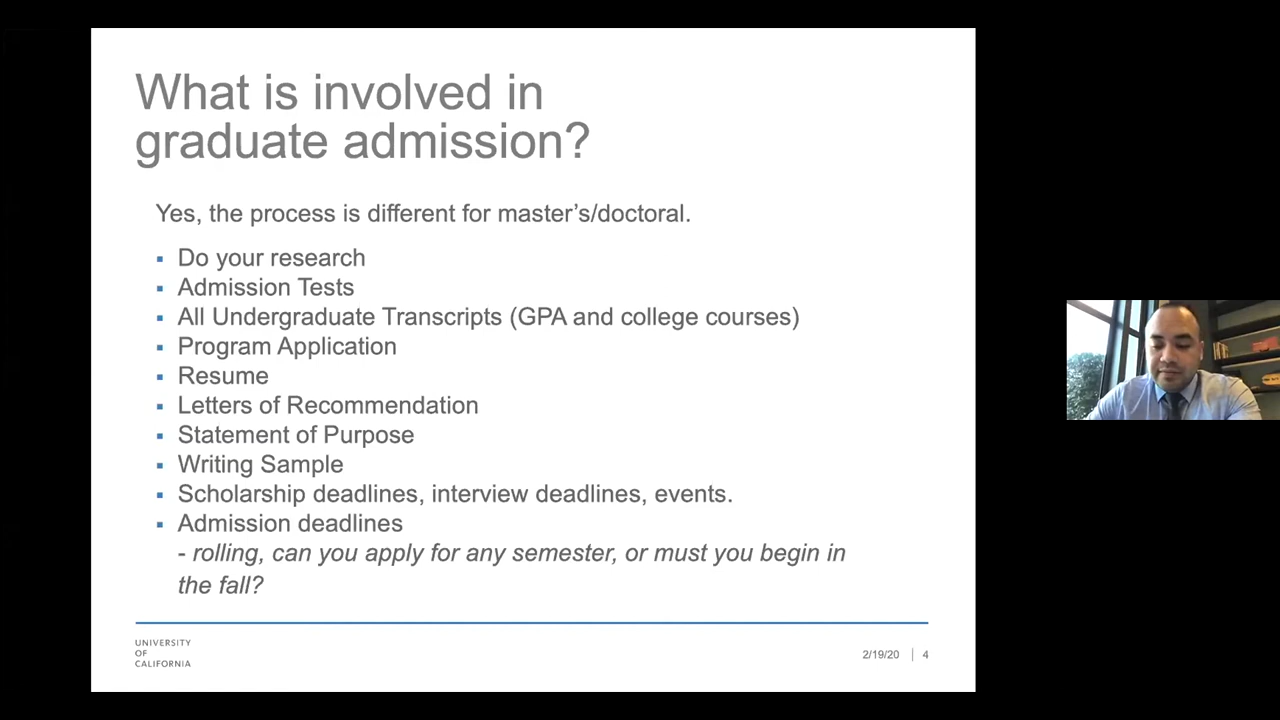 What is involved in
graduate admission?
Yes, the process is different for master's/doctoral.
▪ Do your research
▪ Admission Tests
▪ All Undergraduate Transcripts (GPA and college courses)
▪ Program Application
▪ Resume
▪ Letters of Recommendation
▪ Statement of Purpose
▪ Writing Sample
▪ Scholarship deadlines, interview deadlines, events.
▪ Admission deadlines
- rolling, can you apply for any semester, or must you begin in
the fall?
UNIVERSITY
OF
CALIFORNIA
2/19/20 | 4